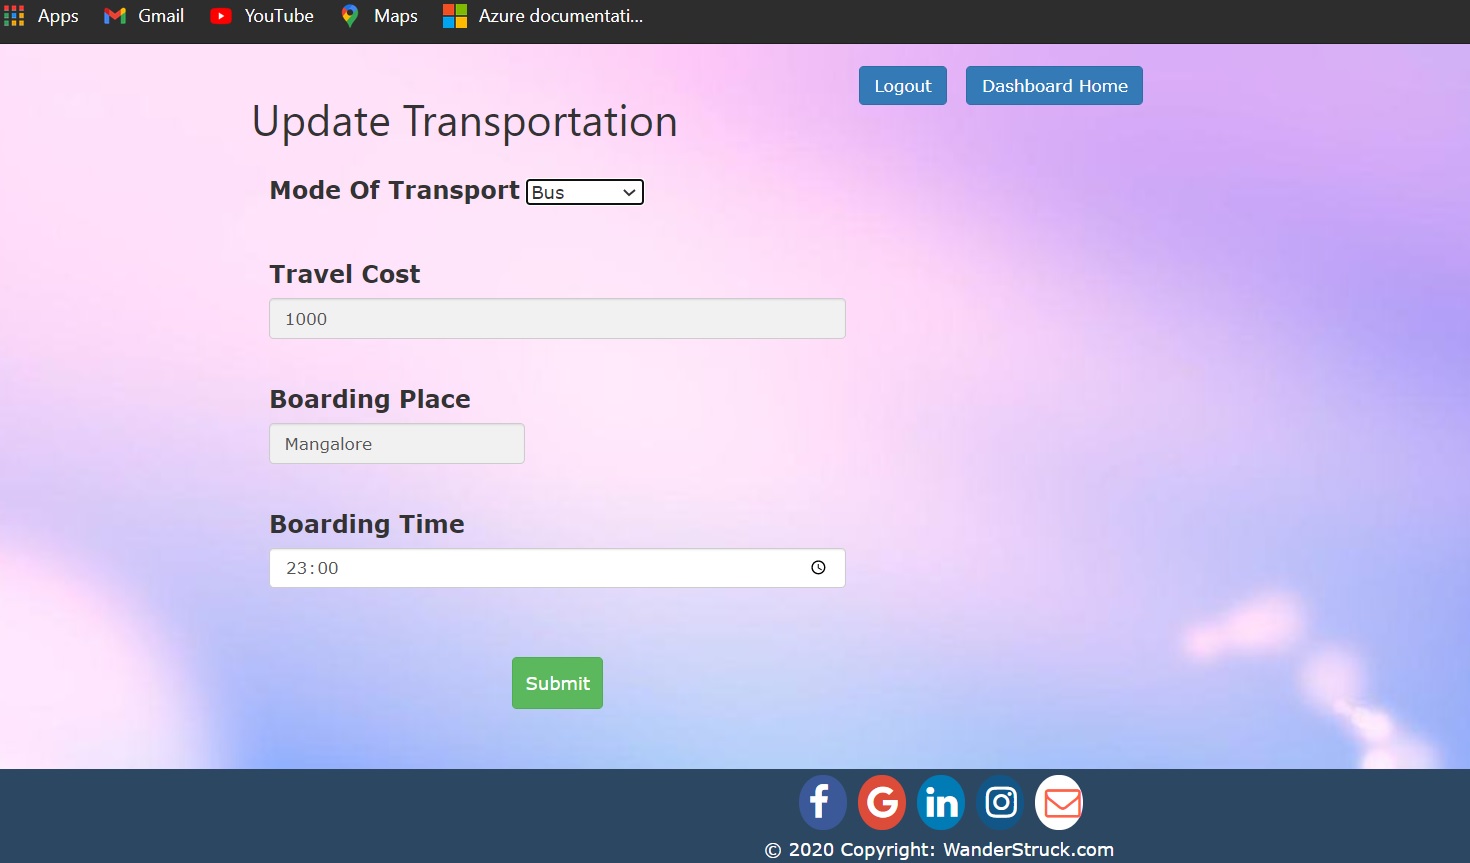 Apps Gmail YouTube Maps Azure documentati...
Logout Dashboard Home
Update Transportation
Mode Of Transport Bus
Travel Cost
1000
Boarding Place
Mangalore
Boarding Time
23:00
Submit
© 2020 Copyright: WanderStruck.com